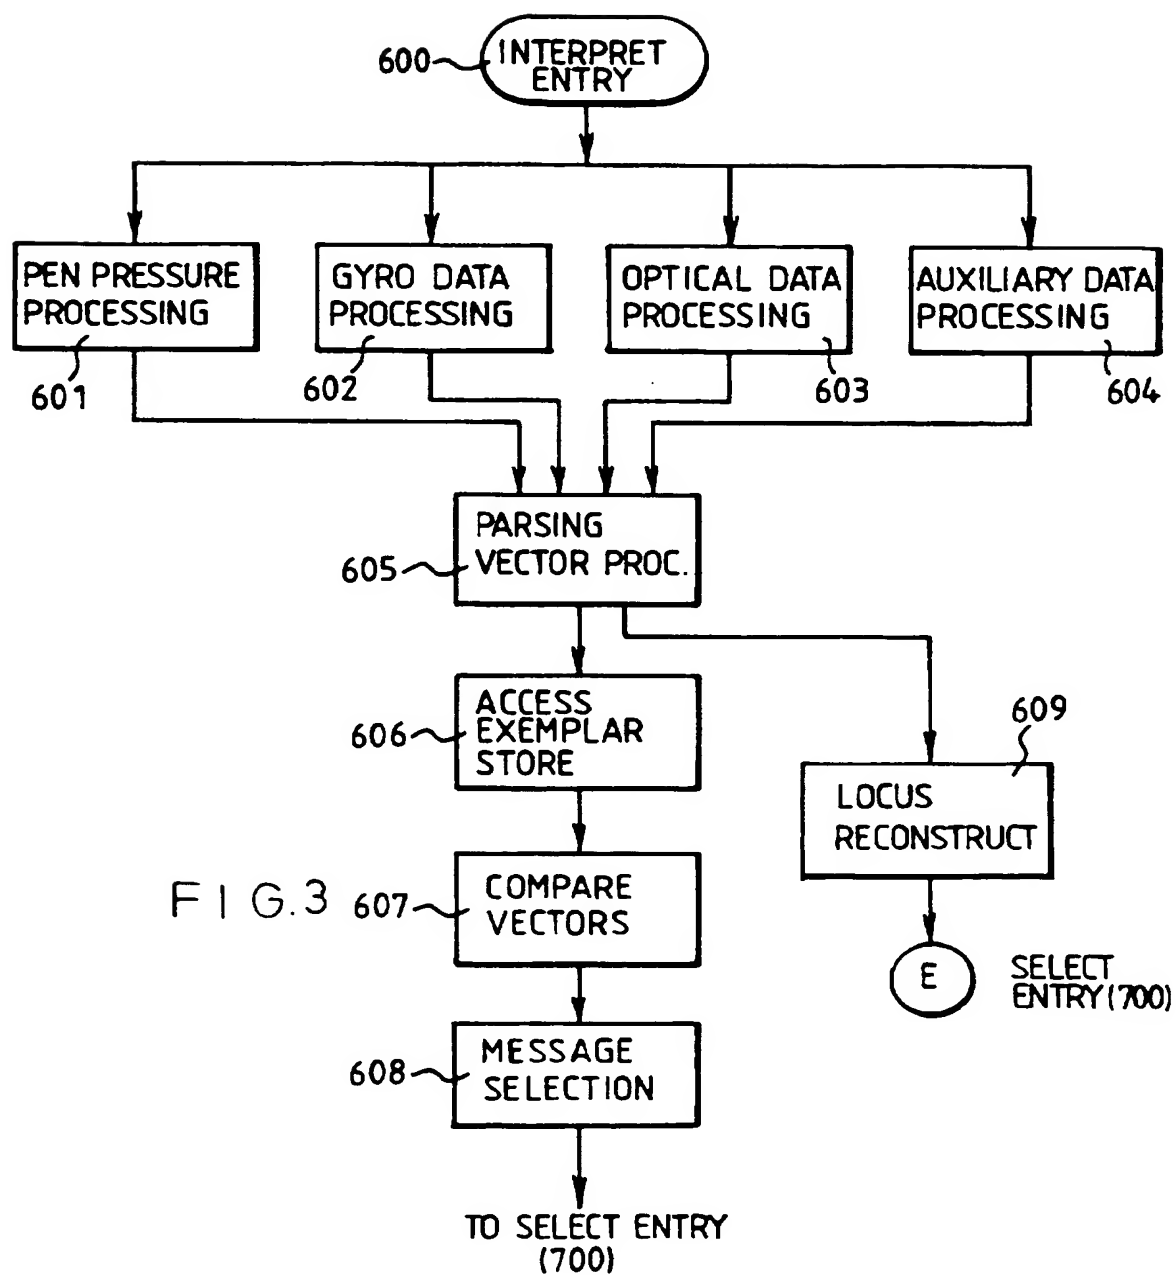 600
INTERPRET
ENTRY
PEN PRESSURE
PROCESSING
601
GYRO DATA
PROCESSING
602
OPTICAL DATA
PROCESSING
603
AUXILIARY DATA
PROCESSING
604
605
PARSING
VECTOR PROC.
606
ACCESS
EXEMPLAR
STORE
609
LOCUS
RECONSTRUCT
FIG.3
607
COMPARE
VECTORS
E
SELECT
ENTRY (700)
608
MESSAGE
SELECTION
TO SELECT ENTRY
(700)